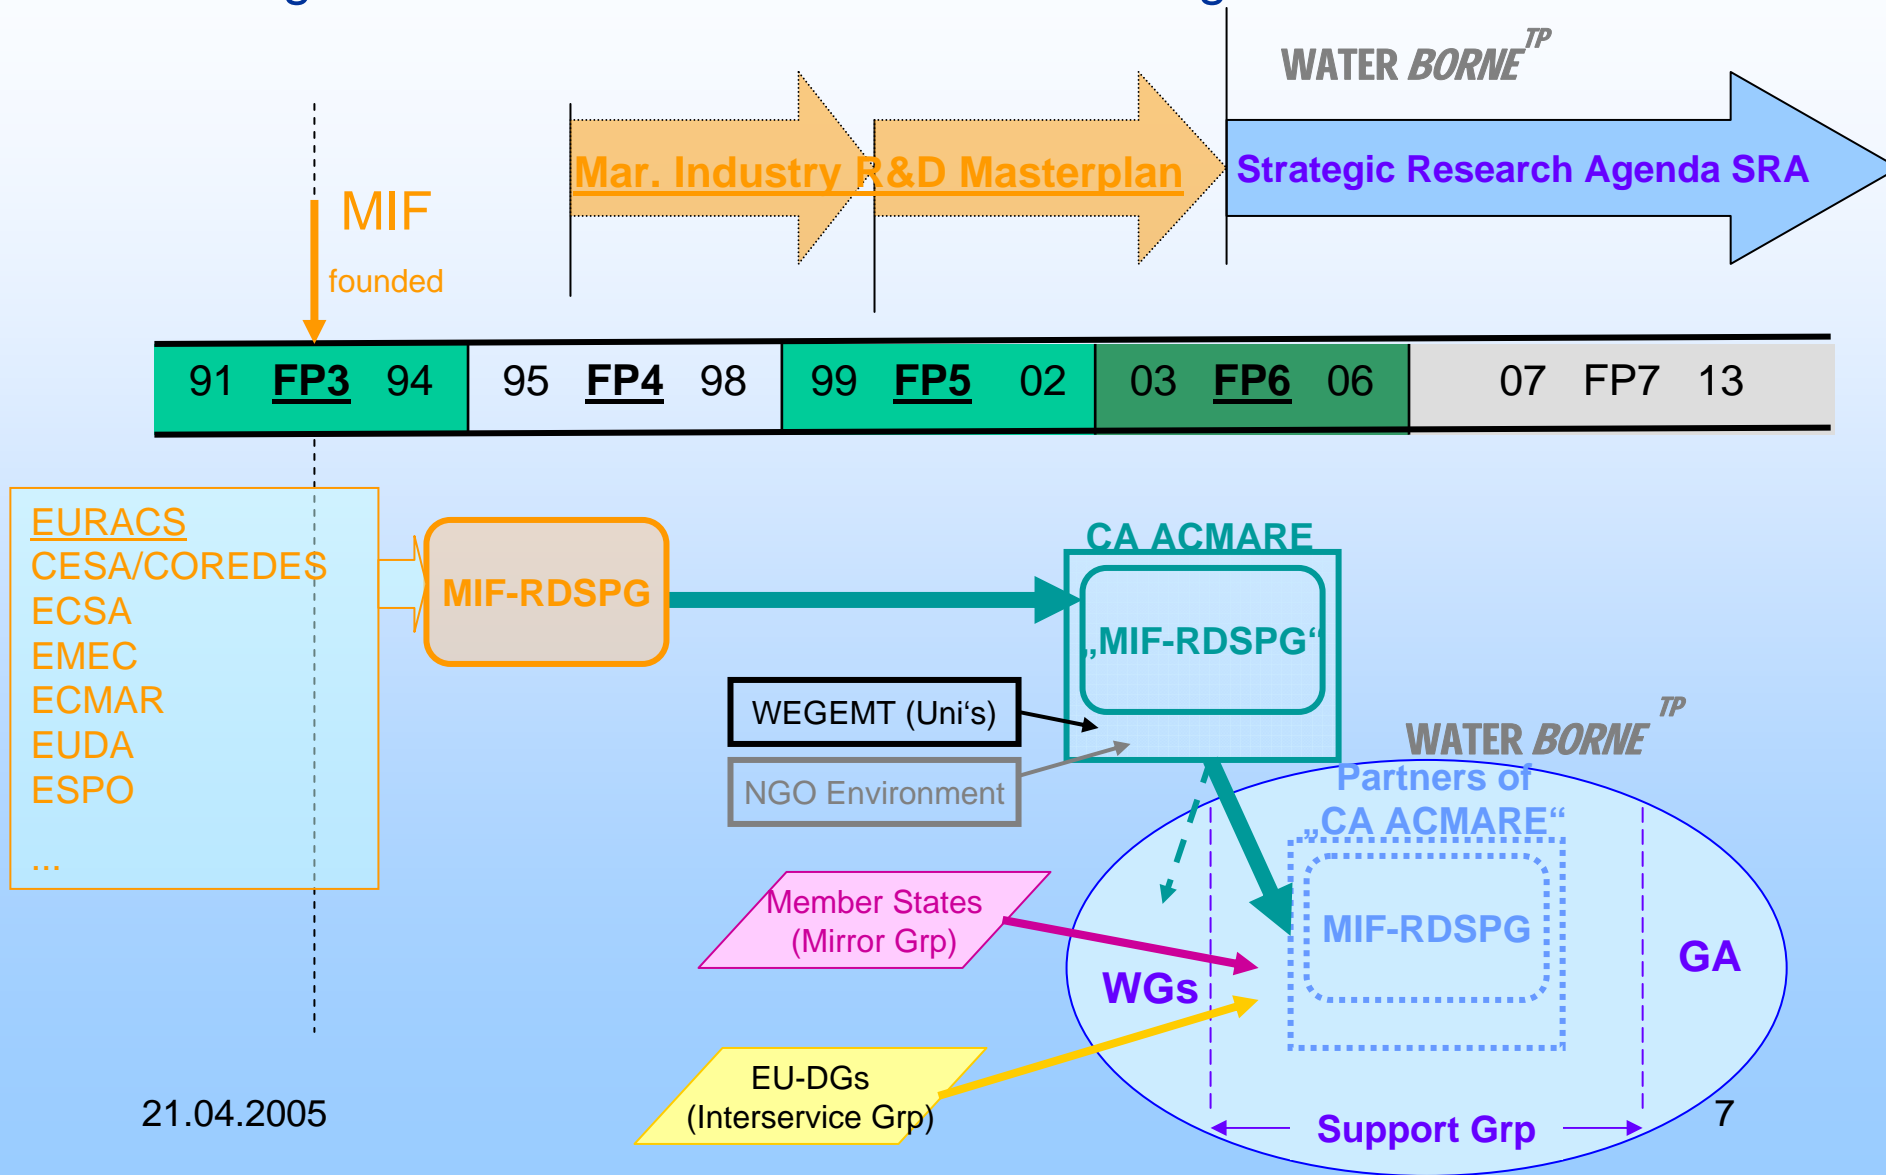 WATER BORNE TP
Mar. Industry R&D Masterplan
Strategic Research Agenda SRA
MIF
founded
91 FP3 94 95 FP4 98 99 FP5 02 03 FP6 06 07 FP7 13
EURACS
CESA/COREDES
ECSA
EMEC
ECMAR
EUDA
ESPO
...
MIF-RDSPG
CA ACMARE
„MIF-RDSPG“
WEGEMT (Uni‘s)
NGO Environment
WATER BORNE TP
Partners of
„CA ACMARE“
MIF-RDSPG
Member States
(Mirror Grp)
WGs
GA
EU-DGs
(Interservice Grp)
Support Grp
21.04.2005
7